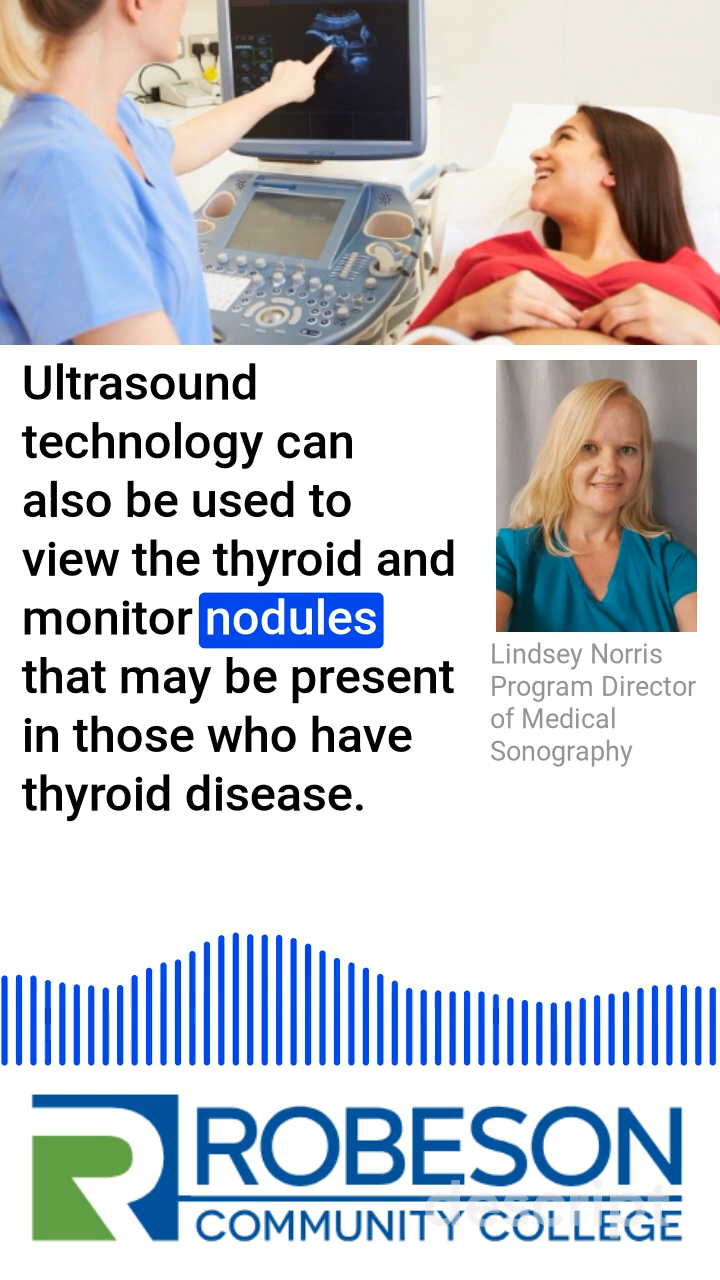 Ultrasound
technology can
also be used to
view the thyroid and
monitor nodules
that may be present
in those who have
thyroid disease.
Lindsey Norris
Program Director
of Medical
Sonography
ROBESON
COMMUNITY COLLEGE
descript